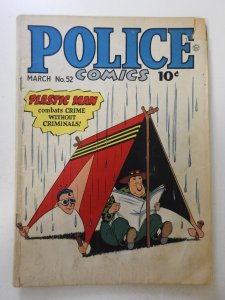 POLICE
COMICS
MARCH No.52
10¢
PLASTIC MAN
combats CRIME
WITHOUT
CRIMINALS!